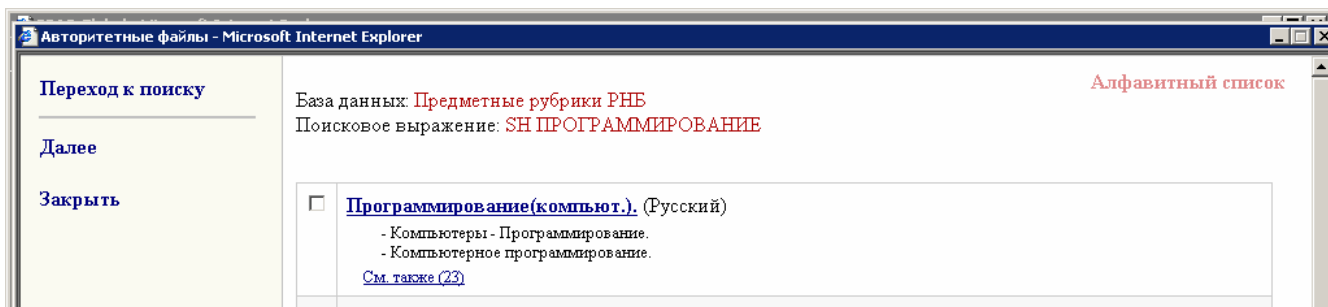 Авторитетные файлы - Microsoft Internet Explorer
Переход к поиску
Далее
Закрыть
Алфавитный список
База данных: Предметные рубрики РНБ
Поисковое выражение: SH ПРОГРАММИРОВАНИЕ
Программирование(компьют.). (Русский)
- Компьютеры - Программирование.
- Компьютерное программирование.
См. также (23)